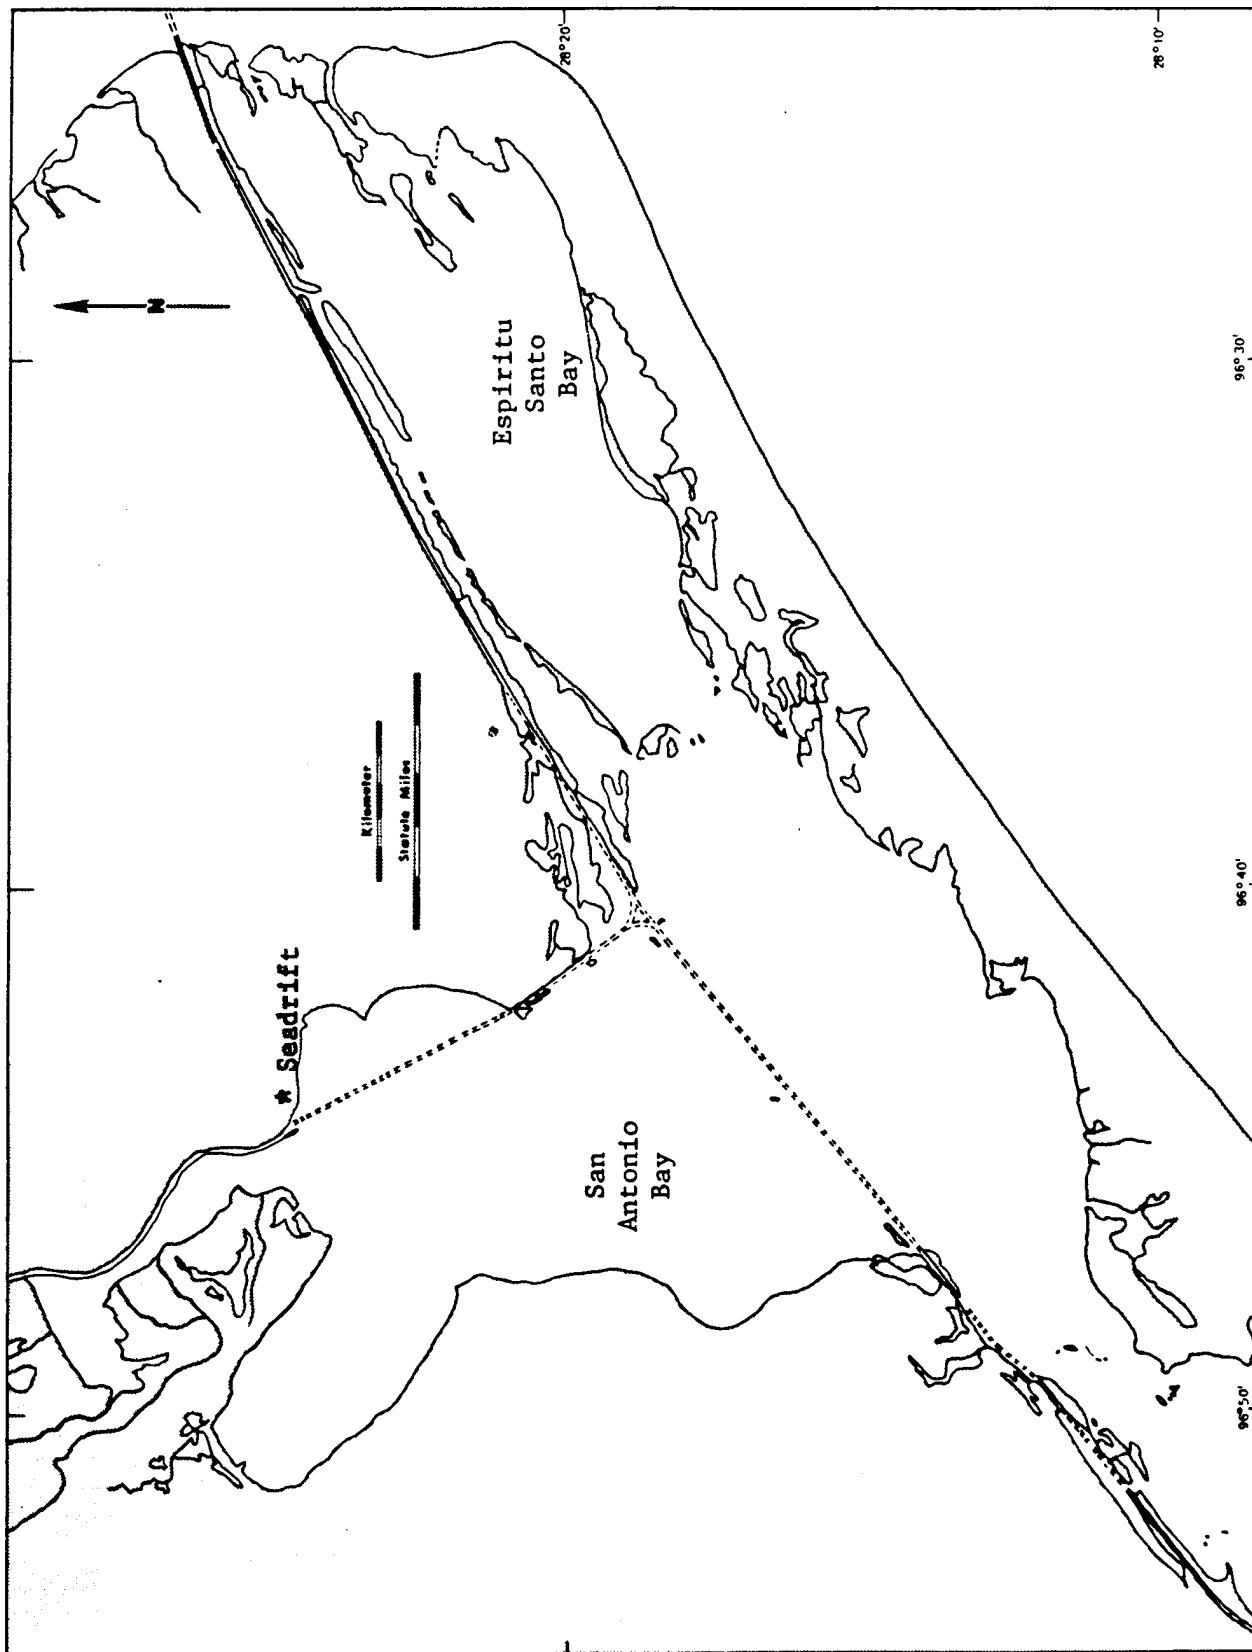 28°20'
28°10'
N
Espiritu
Santo
Bay
96°30'
Kilometer
Statute Miles
* Seadrift
96°40'
San
Antonio
Bay
96°50'